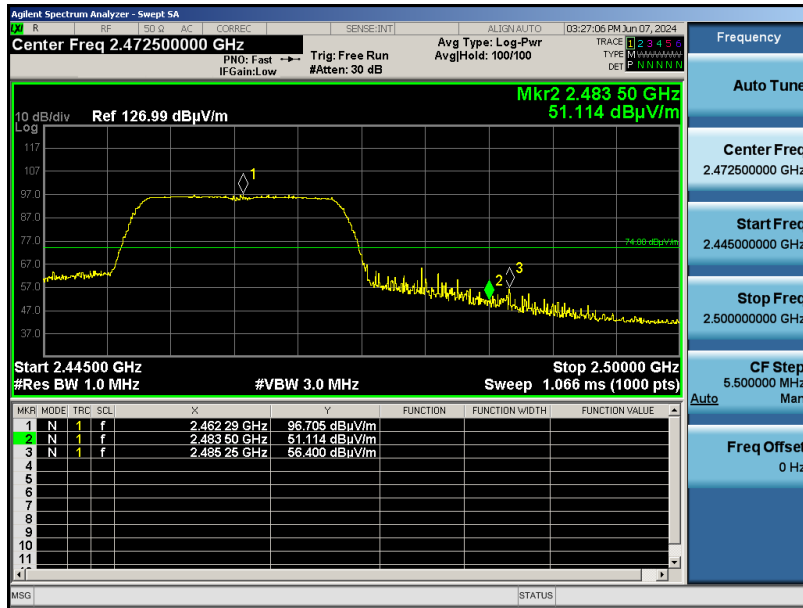 Agilent Spectrum Analyzer - Swept SA
LXI R RF 50 Ω AC CORREC SENSE:INT ALIGN AUTO 03:27:06 PM Jun 07, 2024
Center Freq 2.472500000 GHz
PNO: Fast
IFGain:Low
Trig: Free Run
#Atten: 30 dB
Avg Type: Log-Pwr
Avg|Hold: 100/100
TRACE 1 2 3 4 5 6
TYPE MWWWWW
DET P N N N N N
Mkr2 2.483 50 GHz
51.114 dBµV/m
10 dB/div Ref 126.99 dBµV/m
Log
117
107
97.0
87.0
77.0
67.0
57.0
47.0
37.0
1
2
3
74.00 dBµV/m
Start 2.44500 GHz Stop 2.50000 GHz
#Res BW 1.0 MHz #VBW 3.0 MHz Sweep 1.066 ms (1000 pts)
MKR MODE TRC SCL X Y FUNCTION FUNCTION WIDTH FUNCTION VALUE
1 N 1 f 2.462 29 GHz 96.705 dBµV/m
2 N 1 f 2.483 50 GHz 51.114 dBµV/m
3 N 1 f 2.485 25 GHz 56.400 dBµV/m
4
5
6
7
8
9
10
11
MSG STATUS
Frequency
Auto Tune
Center Freq
2.472500000 GHz
Start Freq
2.445000000 GHz
Stop Freq
2.500000000 GHz
CF Step
5.500000 MHz
Auto Man
Freq Offset
0 Hz